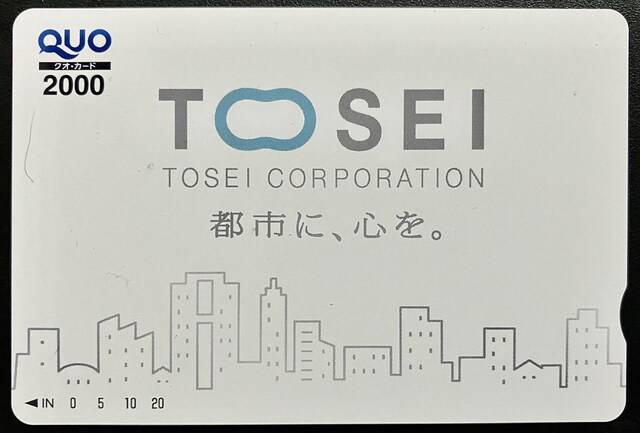 QUO
クオ・カード
2000
TOSEI
TOSEI CORPORATION
都市に、心を。
◀IN 0 5 10 20